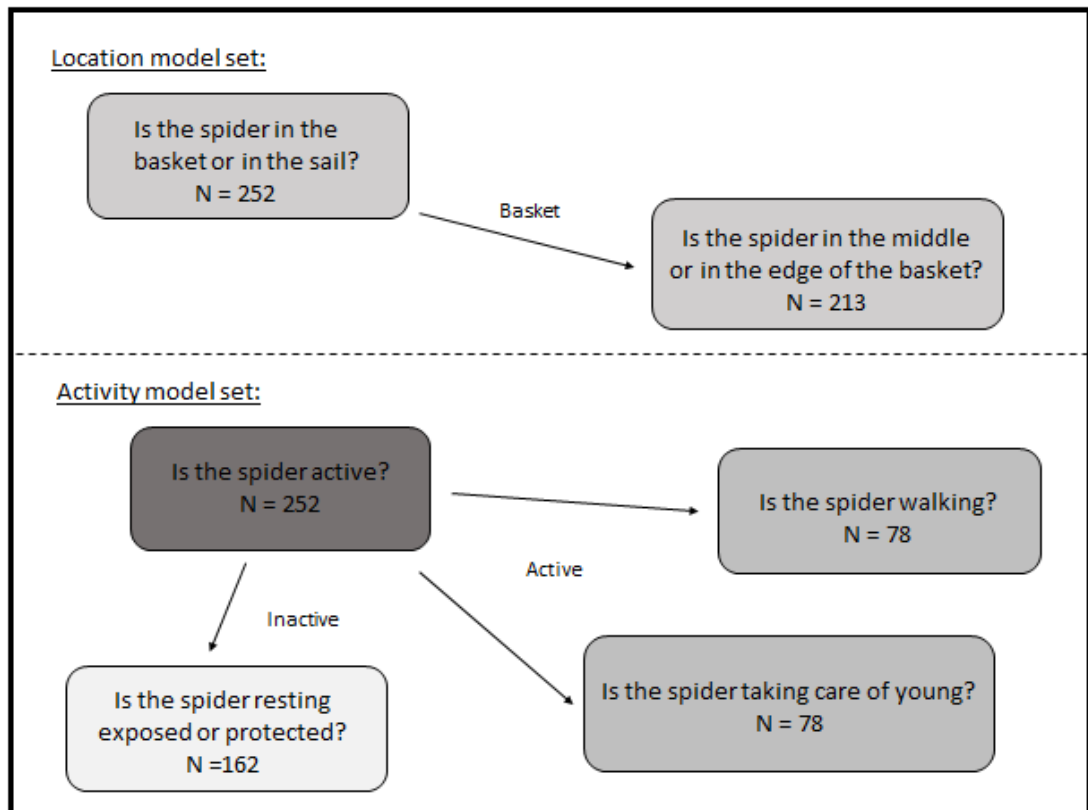 Location model set:
Is the spider in the
basket or in the sail?
N = 252
Basket
Is the spider in the middle
or in the edge of the basket?
N = 213
Activity model set:
Is the spider active?
N = 252
Is the spider walking?
N = 78
Active
Inactive
Is the spider taking care of young?
N = 78
Is the spider resting
exposed or protected?
N =162